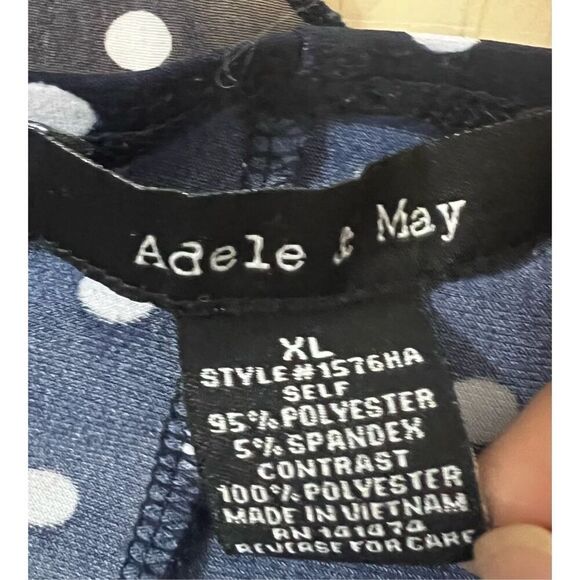 Adele & May
XL
STYLE#1576HA
SELF
95%POLYESTER
5%SPANDEX
CONTRAST
100%POLYESTER
MADE IN VIETNAM
RN 141474
REVERSE FOR CARE